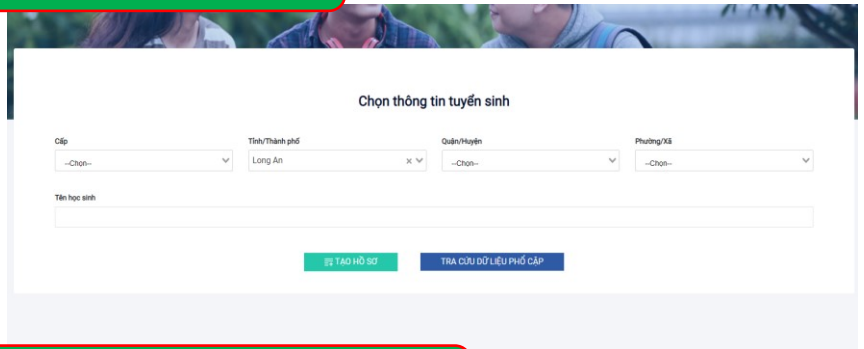 Chọn thông tin tuyển sinh
Cấp Tỉnh/Thành phố Quận/Huyện Phường/Xã
--Chọn-- Long An --Chọn-- --Chọn--
Tên học sinh
TẠO HỒ SƠ TRA CỨU DỮ LIỆU PHỔ CẬP